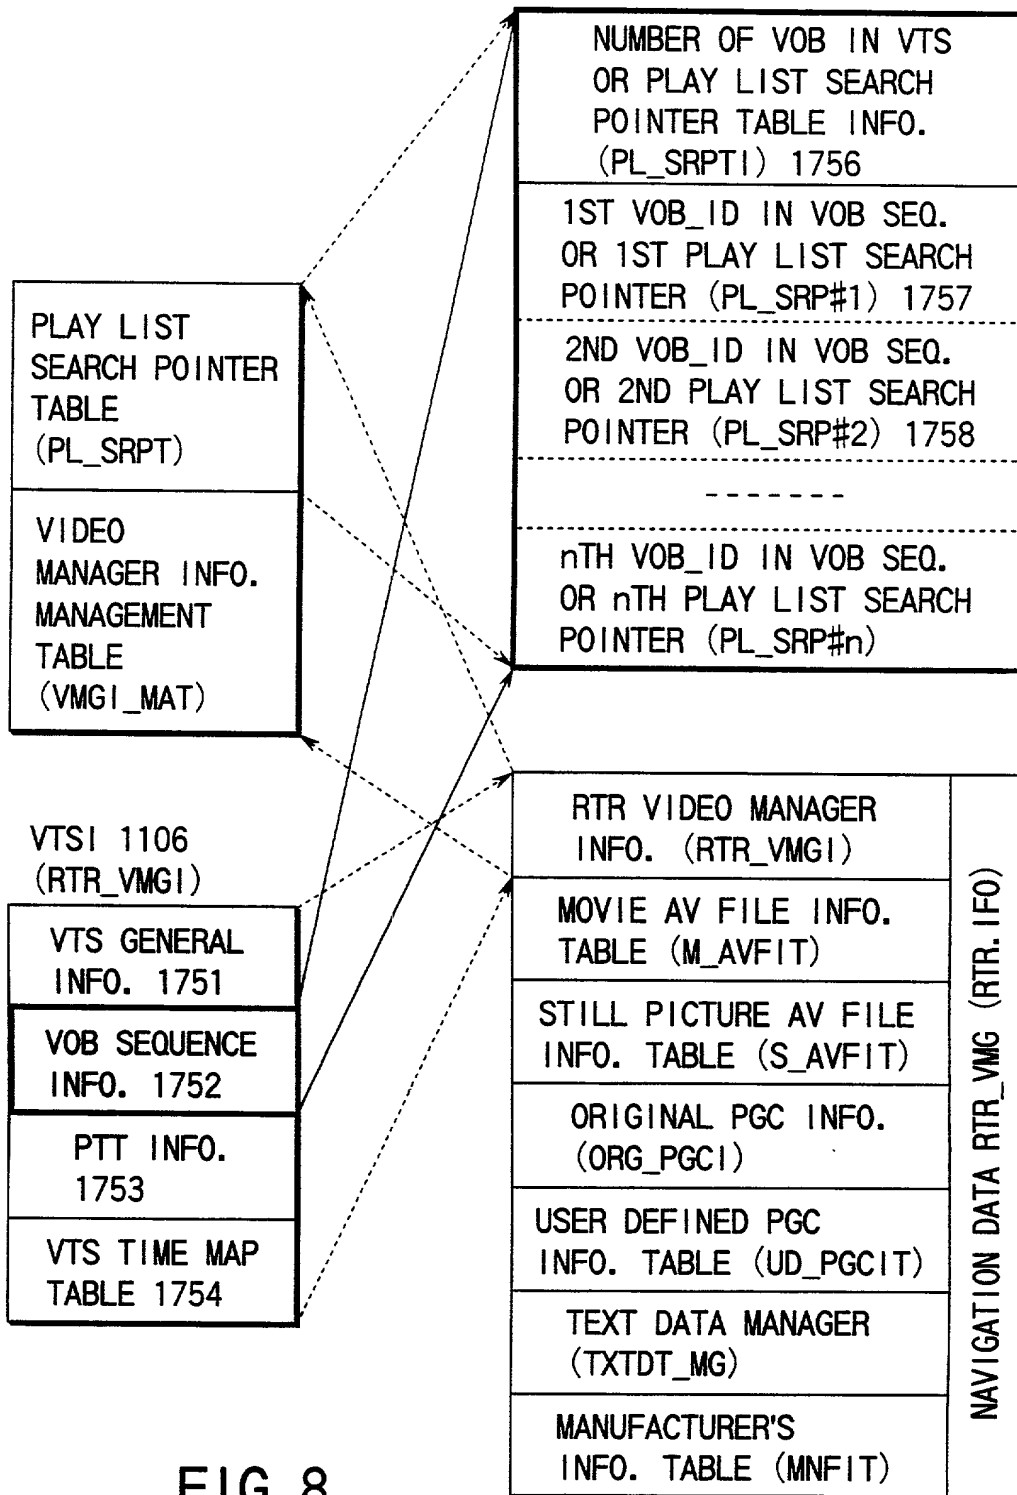 NUMBER OF VOB IN VTS
OR PLAY LIST SEARCH
POINTER TABLE INFO.
(PL_SRPTI) 1756
1ST VOB_ID IN VOB SEQ.
OR 1ST PLAY LIST SEARCH
POINTER (PL_SRP#1) 1757
2ND VOB_ID IN VOB SEQ.
OR 2ND PLAY LIST SEARCH
POINTER (PL_SRP#2) 1758
-------
nTH VOB_ID IN VOB SEQ.
OR nTH PLAY LIST SEARCH
POINTER (PL_SRP#n)
PLAY LIST
SEARCH POINTER
TABLE
(PL_SRPT)
VIDEO
MANAGER INFO.
MANAGEMENT
TABLE
(VMGI_MAT)
VTSI 1106
(RTR_VMGI)
VTS GENERAL
INFO. 1751
VOB SEQUENCE
INFO. 1752
PTT INFO.
1753
VTS TIME MAP
TABLE 1754
RTR VIDEO MANAGER
INFO. (RTR_VMGI)
MOVIE AV FILE INFO.
TABLE (M_AVFIT)
STILL PICTURE AV FILE
INFO. TABLE (S_AVFIT)
ORIGINAL PGC INFO.
(ORG_PGCI)
USER DEFINED PGC
INFO. TABLE (UD_PGCIT)
TEXT DATA MANAGER
(TXTDT_MG)
MANUFACTURER'S
INFO. TABLE (MNFIT)
NAVIGATION DATA RTR_VMG (RTR.IFO)
FIG. 8